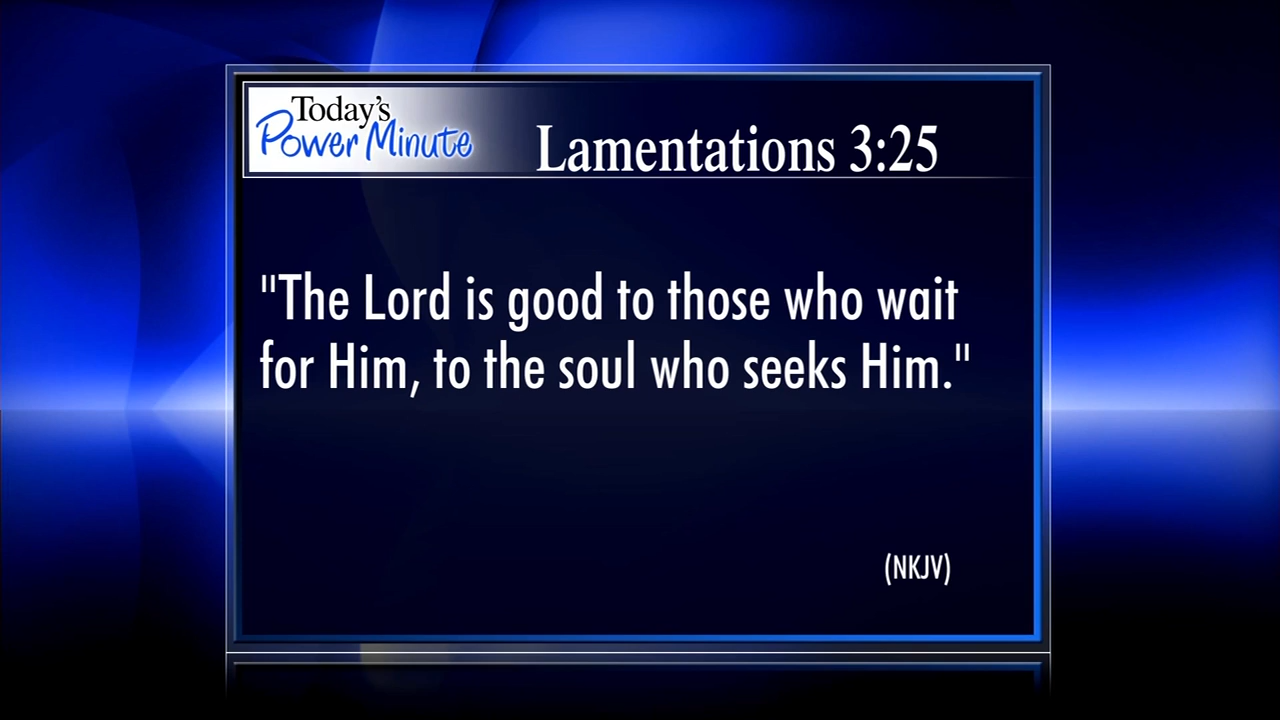 Today's
Power Minute
Lamentations 3:25
"The Lord is good to those who wait
for Him, to the soul who seeks Him."
(NKJV)